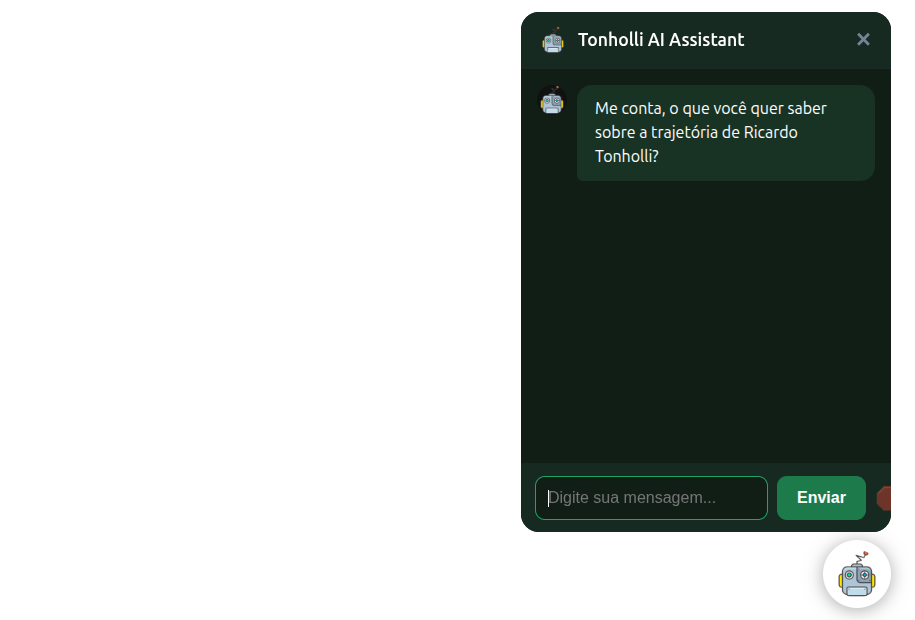 Tonholli AI Assistant
Me conta, o que você quer saber
sobre a trajetória de Ricardo
Tonholli?
Digite sua mensagem...
Enviar